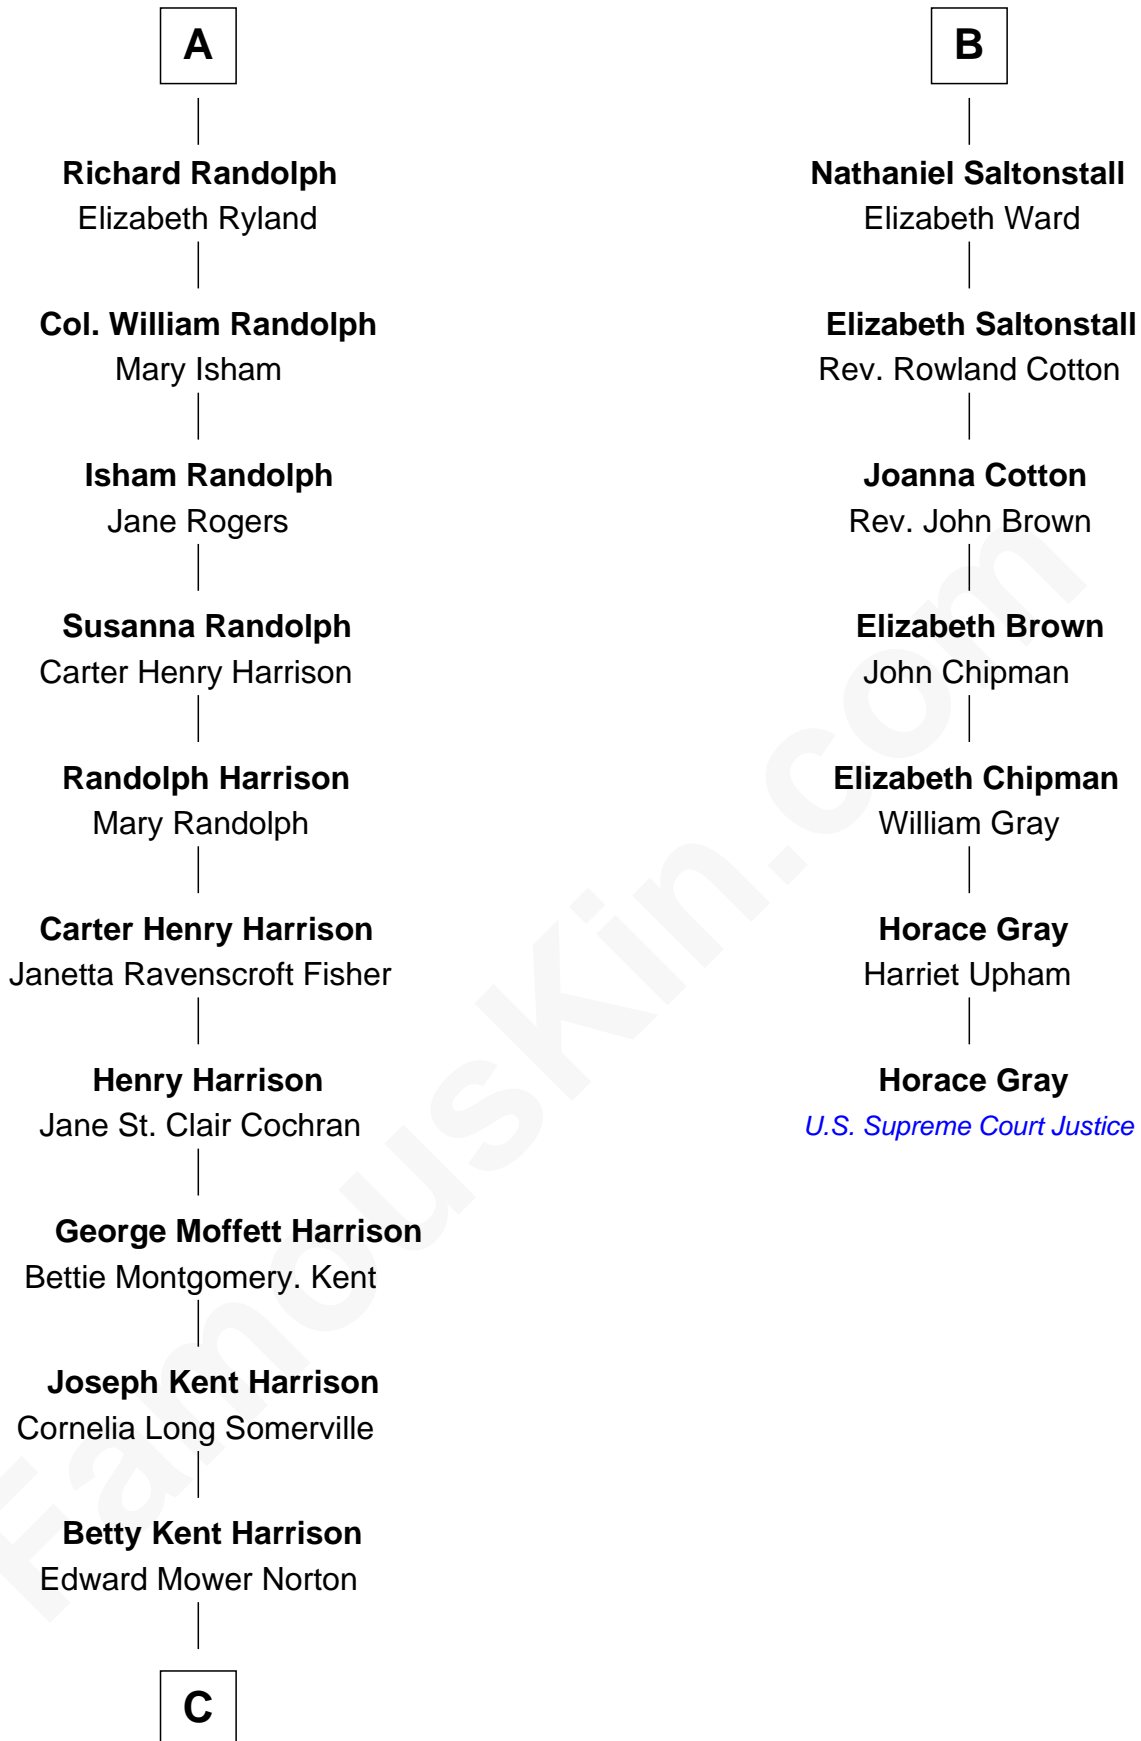 A
Richard Randolph
Elizabeth Ryland
Col. William Randolph
Mary Isham
Isham Randolph
Jane Rogers
Susanna Randolph
Carter Henry Harrison
Randolph Harrison
Mary Randolph
Carter Henry Harrison
Janetta Ravenscroft Fisher
Henry Harrison
Jane St. Clair Cochran
George Moffett Harrison
Bettie Montgomery. Kent
Joseph Kent Harrison
Cornelia Long Somerville
Betty Kent Harrison
Edward Mower Norton
C
B
Nathaniel Saltonstall
Elizabeth Ward
Elizabeth Saltonstall
Rev. Rowland Cotton
Joanna Cotton
Rev. John Brown
Elizabeth Brown
John Chipman
Elizabeth Chipman
William Gray
Horace Gray
Harriet Upham
Horace Gray
U.S. Supreme Court Justice
FamousKin.com